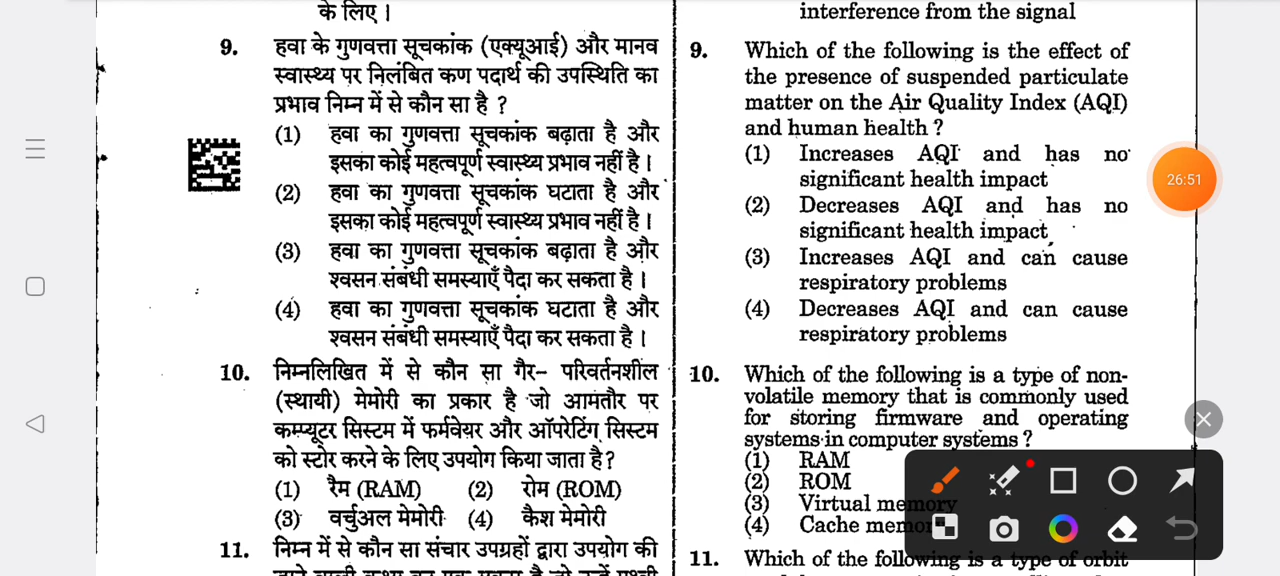 के लिए।
9. हवा के गुणवत्ता सूचकांक (एक्यूआई) और मानव
स्वास्थ्य पर निलंबित कण पदार्थ की उपस्थिति का
प्रभाव निम्न में से कौन सा है ?
(1) हवा का गुणवत्ता सूचकांक बढ़ाता है और
इसका कोई महत्वपूर्ण स्वास्थ्य प्रभाव नहीं है।
(2) हवा का गुणवत्ता सूचकांक घटाता है और
इसका कोई महत्वपूर्ण स्वास्थ्य प्रभाव नहीं है।
(3) हवा का गुणवत्ता सूचकांक बढ़ाता है और
श्वसन संबंधी समस्याएँ पैदा कर सकता है।
(4) हवा का गुणवत्ता सूचकांक घटाता है और
श्वसन संबंधी समस्याएँ पैदा कर सकता है।
10. निम्नलिखित में से कौन सा गैर– परिवर्तनशील
(स्थायी) मेमोरी का प्रकार है जो आमतौर पर
कम्प्यूटर सिस्टम में फर्मवेयर और ऑपरेटिंग सिस्टम
को स्टोर करने के लिए उपयोग किया जाता है?
(1) रैम (RAM) (2) रोम (ROM)
(3) वर्चुअल मेमोरी (4) कैश मेमोरी
11. निम्न में से कौन सा संचार उपग्रहों द्वारा उपयोग की
interference from the signal
9. Which of the following is the effect of
the presence of suspended particulate
matter on the Air Quality Index (AQI)
and human health ?
(1) Increases AQI and has no
significant health impact
(2) Decreases AQI and has no
significant health impact
(3) Increases AQI and can cause
respiratory problems
(4) Decreases AQI and can cause
respiratory problems
10. Which of the following is a type of non-
volatile memory that is commonly used
for storing firmware and operating
systems in computer systems ?
(1) RAM
(2) ROM
(3) Virtual memory
(4) Cache memor
11. Which of the following is a type of orbit
26:51